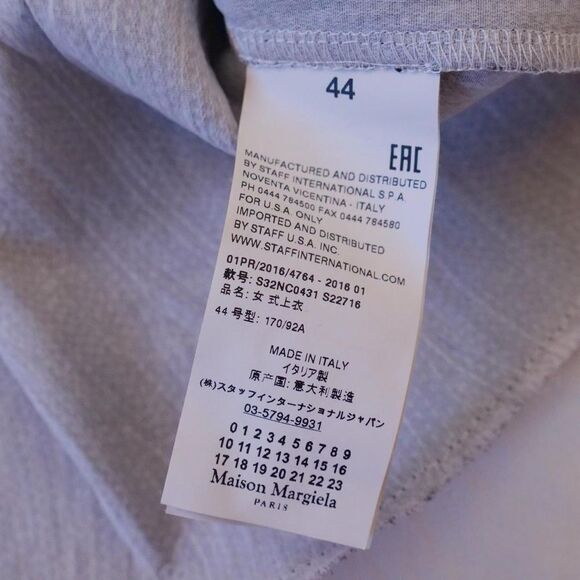 44
EAC
MANUFACTURED AND DISTRIBUTED
BY STAFF INTERNATIONAL S.P.A.
NOVENTA VICENTINA - ITALY
PH 0444 784500 FAX 0444 784580
FOR U.S.A. ONLY
IMPORTED AND DISTRIBUTED
BY STAFF U.S.A. INC.
WWW.STAFFINTERNATIONAL.COM
01PR/2016/4764 - 2016 01
款号: S32NC0431 S22716
品名: 女 式上衣
44 号型: 170/92A
MADE IN ITALY
イタリア製
原产国: 意大利製造
(株)スタッフインターナショナルジャパン
03-5794-9931
0 1 2 3 4 5 6 7 8 9
10 11 12 13 14 15 16
17 18 19 20 21 22 23
Maison Margiela
PARIS